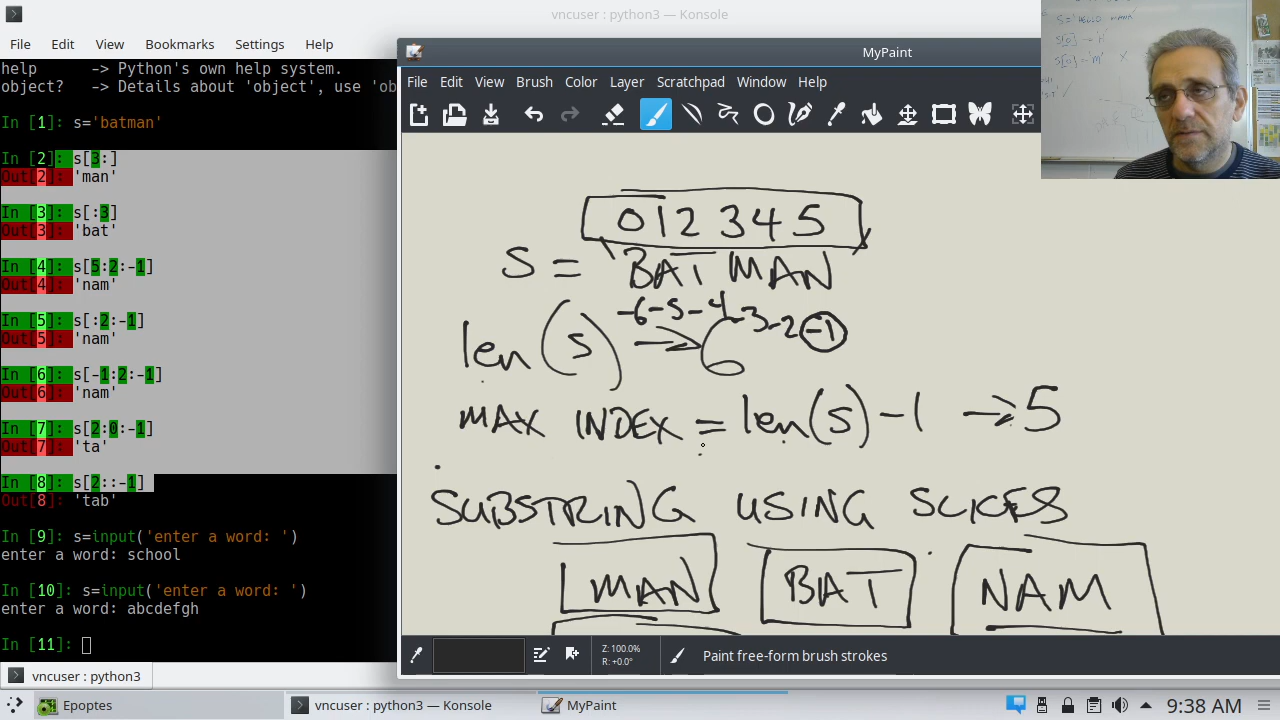 vncuser : python3 — Konsole
File Edit View Bookmarks Settings Help
help -> Python's own help system.
object? -> Details about 'object', use 'ob
In [1]: s='batman'
In [2]: s[3:]
Out[2]: 'man'
In [3]: s[:3]
Out[3]: 'bat'
In [4]: s[5:2:-1]
Out[4]: 'nam'
In [5]: s[:2:-1]
Out[5]: 'nam'
In [6]: s[-1:2:-1]
Out[6]: 'nam'
In [7]: s[2:0:-1]
Out[7]: 'ta'
In [8]: s[2::-1]
Out[8]: 'tab'
In [9]: s=input('enter a word: ')
enter a word: school
In [10]: s=input('enter a word: ')
enter a word: abcdefgh
In [11]:
vncuser : python3
MyPaint
File Edit View Brush Color Layer Scratchpad Window Help
0 1 2 3 4 5
S = BATMAN
-6 -5 -4 -3 -2 -1
len(s) → 6
MAX INDEX = len(s) -1 → 5
SUBSTRING USING SLICES
MAN BAT NAM
Z: 100.0%
R: +0.0°
Paint free-form brush strokes
Epoptes
vncuser : python3 — Konsole
MyPaint
9:38 AM